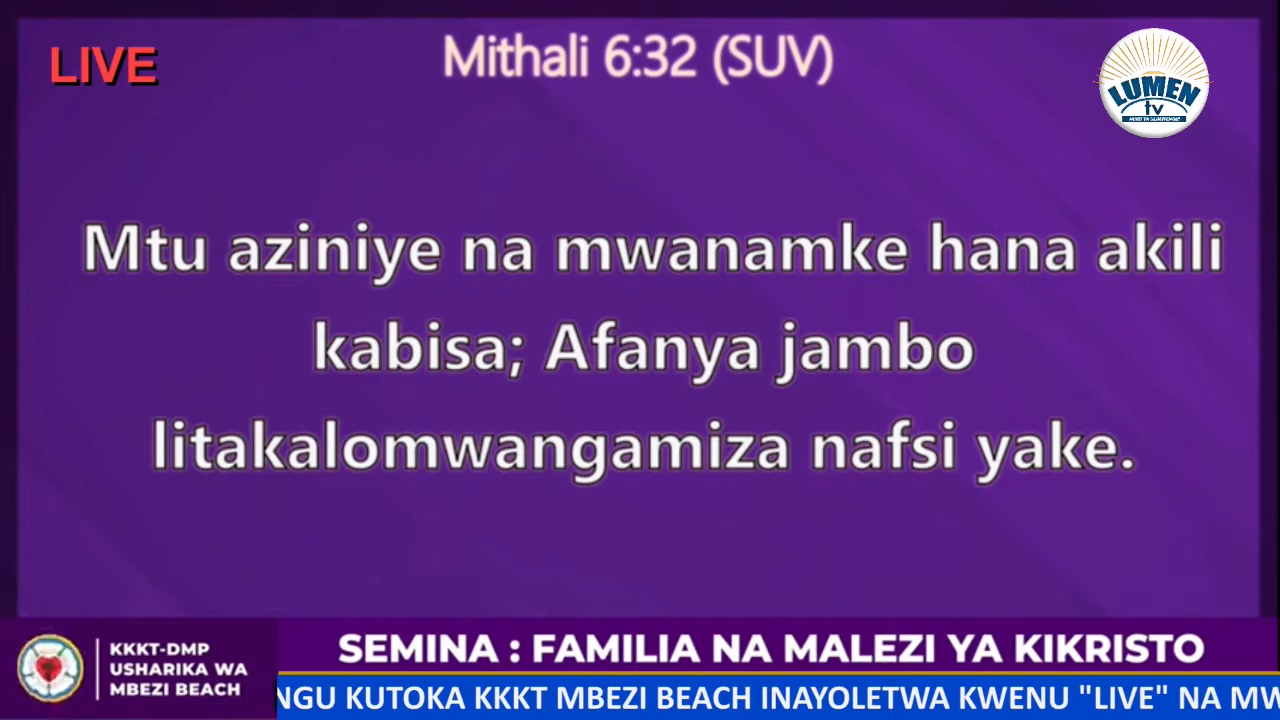 LIVE
Mithali 6:32 (SUV)
LUMEN
tv
Mtu aziniye na mwanamke hana akili
kabisa; Afanya jambo
litakalomwangamiza nafsi yake.
KKKT-DMP
USHARIKA WA
MBEZI BEACH
SEMINA : FAMILIA NA MALEZI YA KIKRISTO
NGU KUTOKA KKKT MBEZI BEACH INAYOLETWA KWENU "LIVE" NA MW